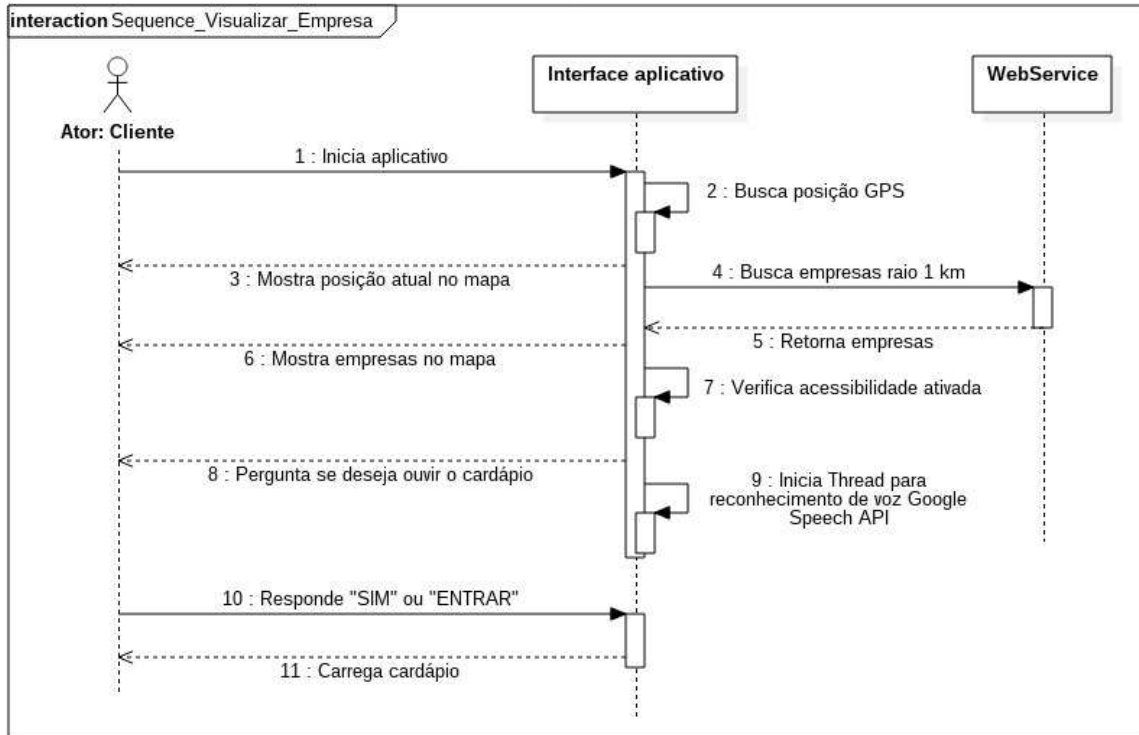 interaction Sequence_Visualizar_Empresa
Interface aplicativo
WebService
Ator: Cliente
1 : Inicia aplicativo
2 : Busca posição GPS
3 : Mostra posição atual no mapa
4 : Busca empresas raio 1 km
5 : Retorna empresas
6 : Mostra empresas no mapa
7 : Verifica acessibilidade ativada
8 : Pergunta se deseja ouvir o cardápio
9 : Inicia Thread para
reconhecimento de voz Google
Speech API
10 : Responde "SIM" ou "ENTRAR"
11 : Carrega cardápio